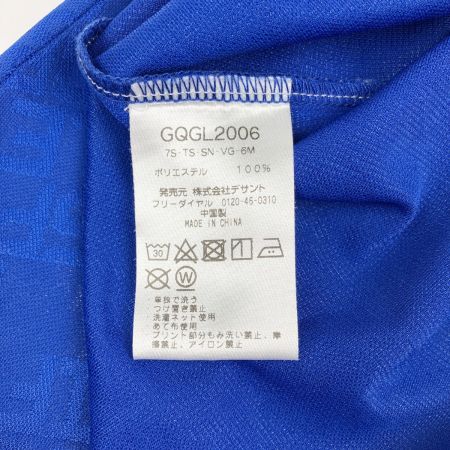 GQGL2006
7S-TS-SN-VG-6M
ポリエステル 100%
発売元 株式会社デサント
フリーダイヤル 0120-46-0310
中国製
MADE IN CHINA
30
W
単独で洗う
つけ置き禁止
洗濯ネット使用
あて布使用
プリント部分もみ洗い禁止、摩
擦禁止、アイロン禁止